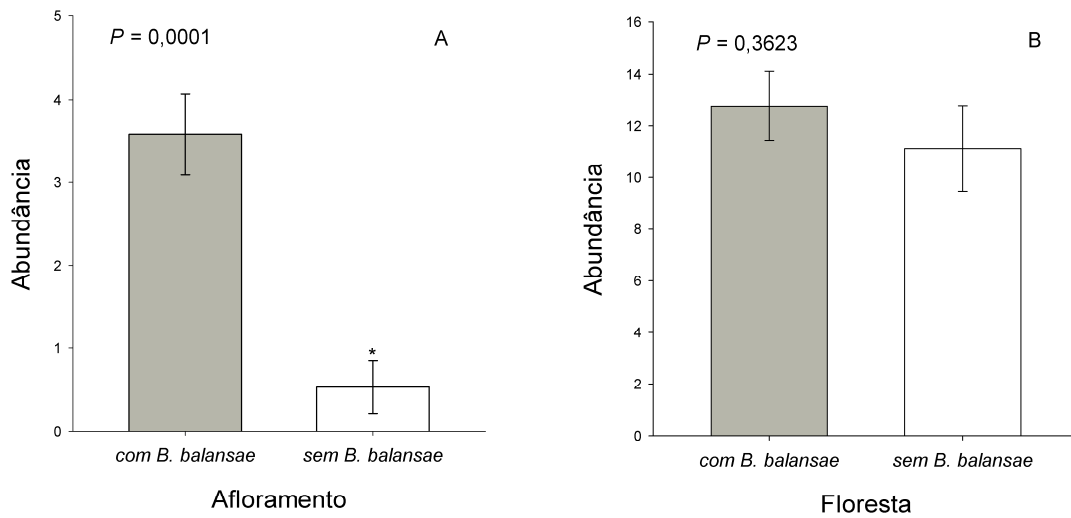 P = 0,0001
A
Abundância
5
4
3
2
1
0
*
com B. balansae
sem B. balansae
Afloramento
P = 0,3623
B
Abundância
16
14
12
10
8
6
4
2
0
com B. balansae
sem B. balansae
Floresta